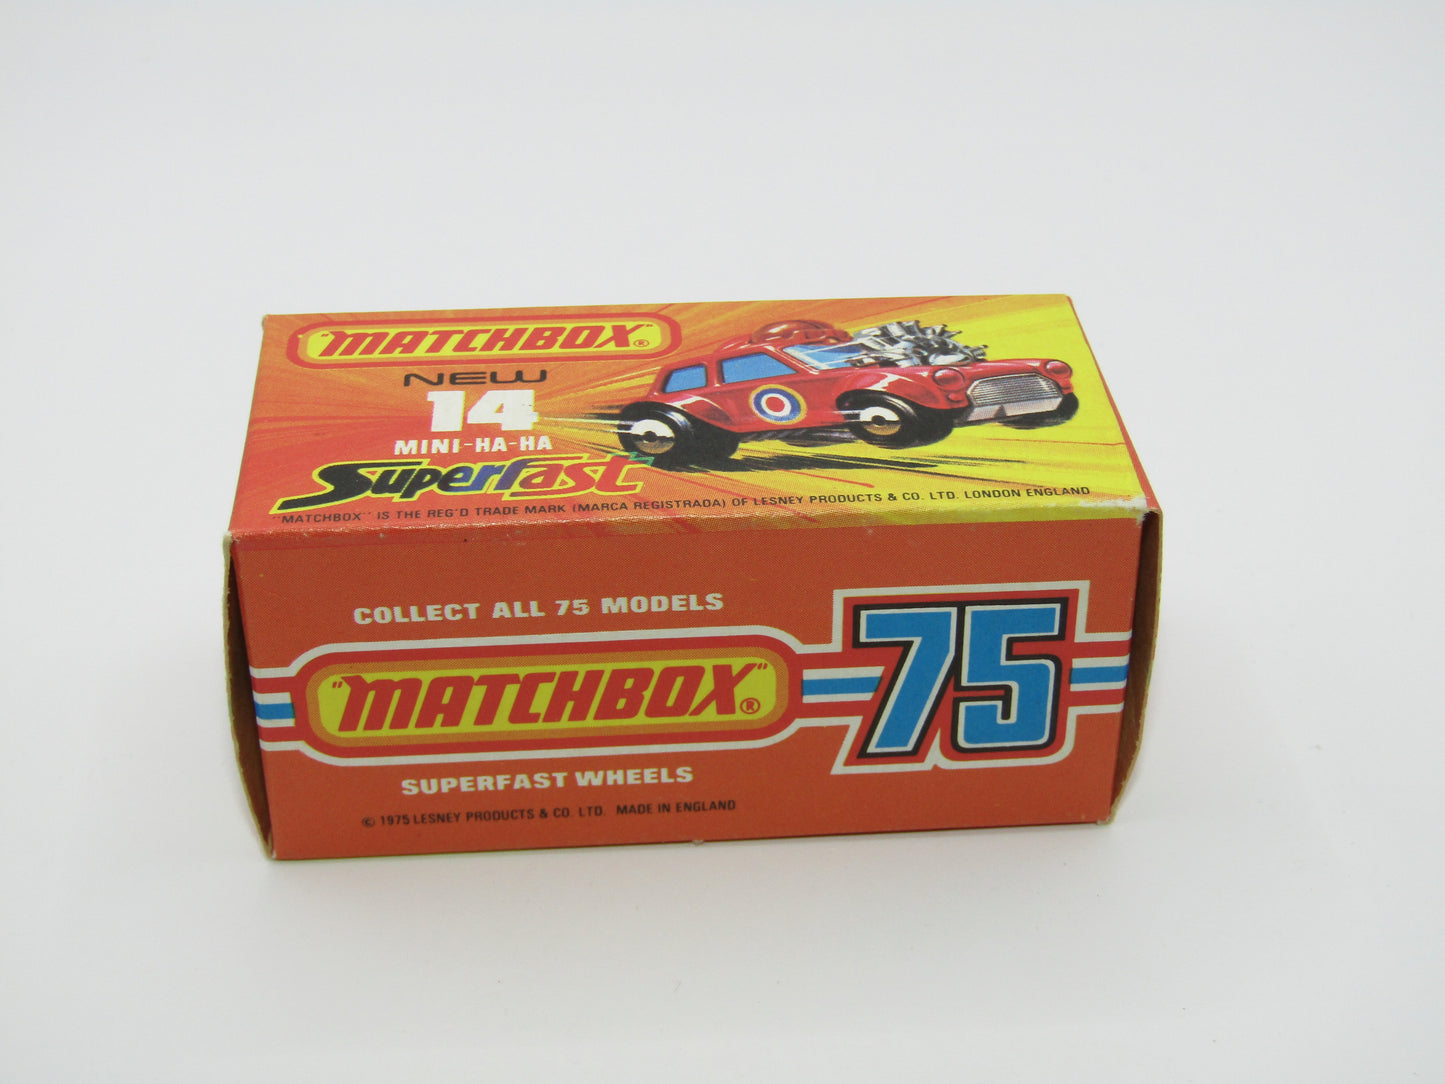 "MATCHBOX"®
NEW
14
MINI-HA-HA
Superfast
"MATCHBOX" IS THE REG'D TRADE MARK (MARCA REGISTRADA) OF LESNEY PRODUCTS & CO. LTD. LONDON ENGLAND
COLLECT ALL 75 MODELS
"MATCHBOX"®
75
SUPERFAST WHEELS
© 1975 LESNEY PRODUCTS & CO. LTD. MADE IN ENGLAND